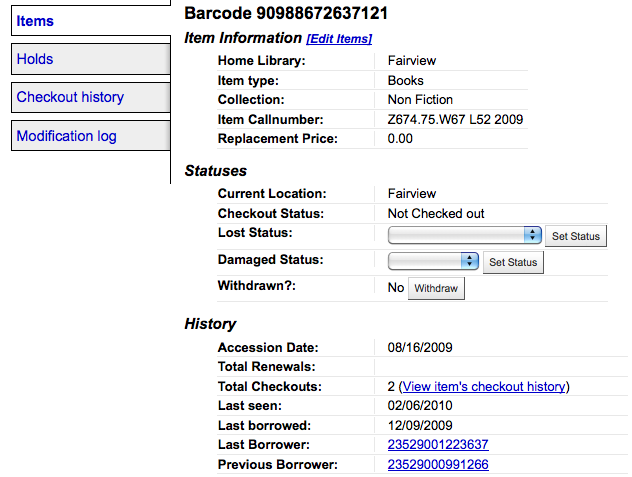 Items
Holds
Checkout history
Modification log
Barcode 90988672637121
Item Information [Edit Items]
Home Library: Fairview
Item type: Books
Collection: Non Fiction
Item Callnumber: Z674.75.W67 L52 2009
Replacement Price: 0.00
Statuses
Current Location: Fairview
Checkout Status: Not Checked out
Lost Status: Set Status
Damaged Status: Set Status
Withdrawn?: No Withdraw
History
Accession Date: 08/16/2009
Total Renewals:
Total Checkouts: 2 (View item's checkout history)
Last seen: 02/06/2010
Last borrowed: 12/09/2009
Last Borrower: 23529001223637
Previous Borrower: 23529000991266